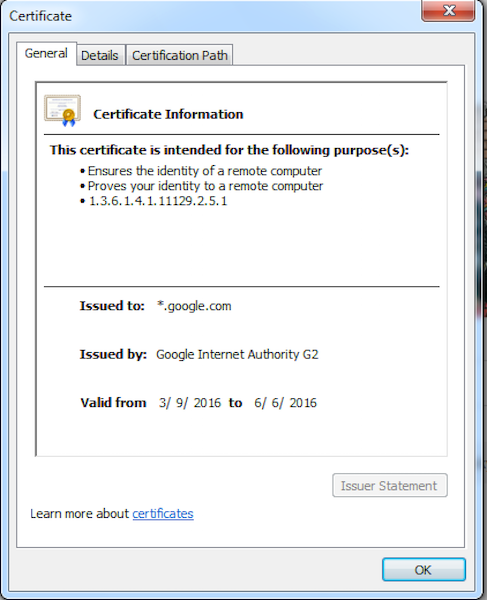 Certificate
General Details Certification Path
Certificate Information
This certificate is intended for the following purpose(s):
• Ensures the identity of a remote computer
• Proves your identity to a remote computer
• 1.3.6.1.4.1.11129.2.5.1
Issued to: *.google.com
Issued by: Google Internet Authority G2
Valid from 3/ 9/ 2016 to 6/ 6/ 2016
Issuer Statement
Learn more about certificates
OK